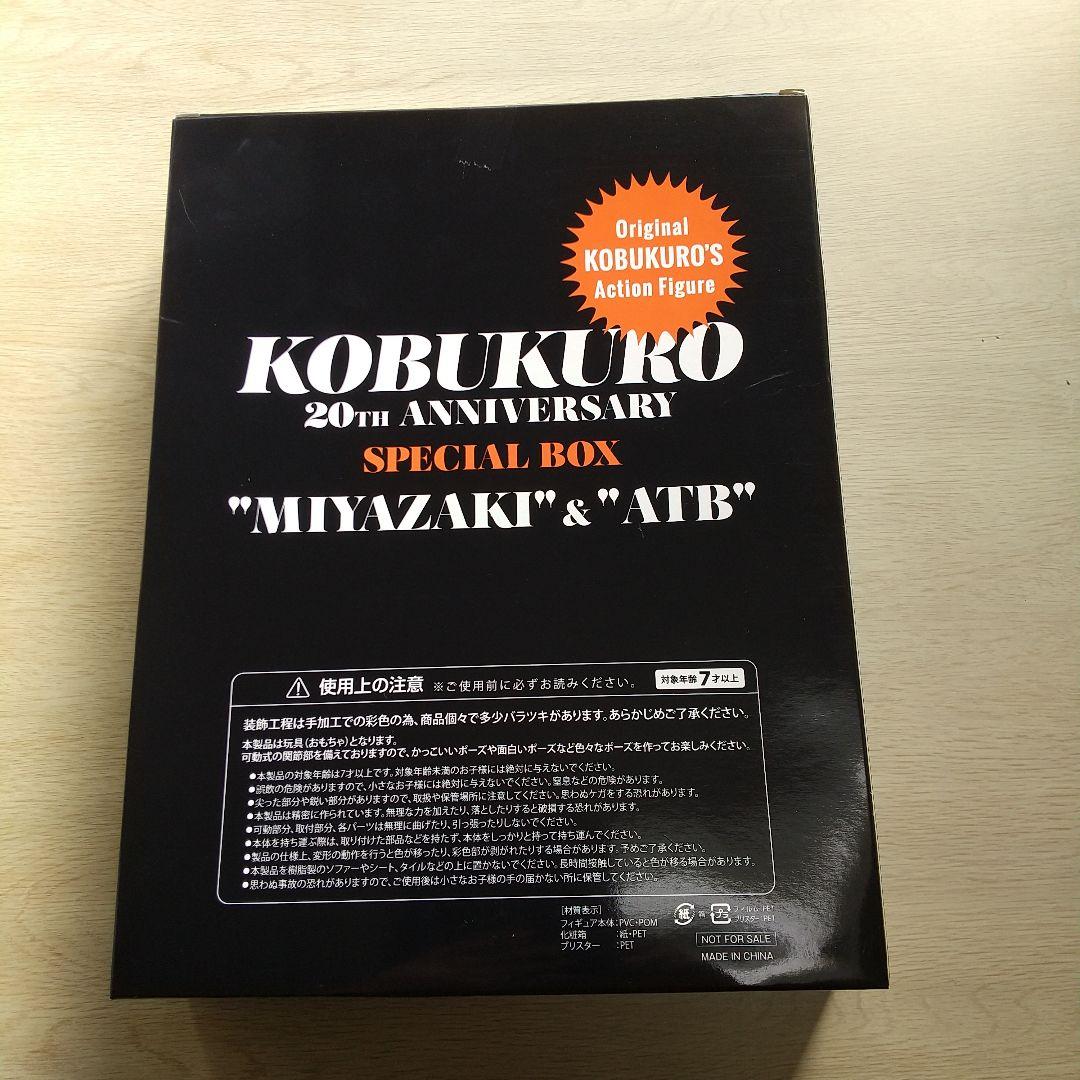 Original
KOBUKURO'S
Action Figure
KOBUKURO
20TH ANNIVERSARY
SPECIAL BOX
"MIYAZAKI" & "ATB"
使用上の注意 ※ご使用前に必ずお読みください。 対象年齢7才以上
装飾工程は手加工での彩色の為、商品個々で多少バラツキがあります。あらかじめご了承ください。
本製品は玩具(おもちゃ)となります。
可動式の関節部を備えておりますので、かっこいいポーズや面白いポーズなど色々なポーズを作ってお楽しみください。
●本製品の対象年齢は7才以上です。対象年齢未満のお子様には絶対に与えないでください。
●誤飲の危険がありますので、小さなお子様には絶対に与えないでください。窒息などの危険があります。
●尖った部分や鋭い部分がありますので、取扱や保管場所に注意してください。思わぬケガをする恐れがあります。
●本製品は精密に作られています。無理な力を加えたり、落としたりすると破損する恐れがあります。
●可動部分、取付部分、各パーツは無理に曲げたり、引っ張ったりしないでください。
●本体を持ち運ぶ際は、取り付けた部品などを持たず、本体をしっかりと持って持ち運んでください。
●製品の仕様上、変形の動作を行うと色が移ったり、彩色部が剥がれたりする場合があります。予めご了承ください。
●本製品を樹脂製のソファーやシート、タイルなどの上に置かないでください。長時間接触していると色が移る場合があります。
●思わぬ事故の恐れがありますので、ご使用後は小さなお子様の手の届かない所に保管してください。
[材質表示]
フィギュア本体:PVC・POM
化粧箱 :紙・PET
ブリスター :PET
紙 箱 プラ フィルム:PET
ブリスター:PET
NOT FOR SALE
MADE IN CHINA